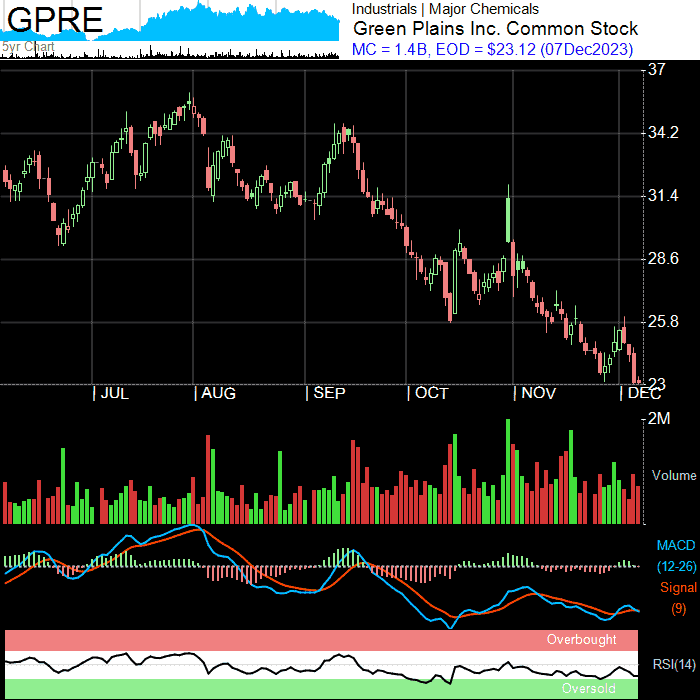 GPRE
5yr Chart
Industrials | Major Chemicals
Green Plains Inc. Common Stock
MC = 1.4B, EOD = $23.12 (07Dec2023)
37
34.2
31.4
28.6
25.8
23
JUL
AUG
SEP
OCT
NOV
DEC
2M
Volume
MACD
(12-26)
Signal
(9)
Overbought
RSI(14)
Oversold